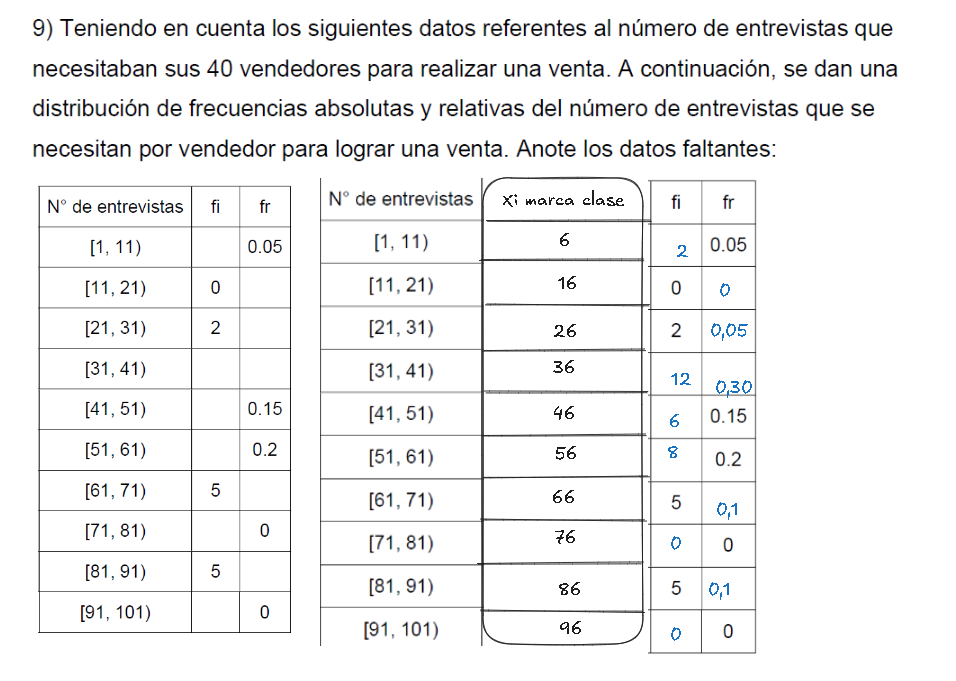 9) Teniendo en cuenta los siguientes datos referentes al número de entrevistas que
necesitaban sus 40 vendedores para realizar una venta. A continuación, se dan una
distribución de frecuencias absolutas y relativas del número de entrevistas que se
necesitan por vendedor para lograr una venta. Anote los datos faltantes:
N° de entrevistas fi fr
[1, 11) 0.05
[11, 21) 0
[21, 31) 2
[31, 41)
[41, 51) 0.15
[51, 61) 0.2
[61, 71) 5
[71, 81) 0
[81, 91) 5
[91, 101) 0
N° de entrevistas Xi marca clase fi fr
[1, 11) 6 2 0.05
[11, 21) 16 0 0
[21, 31) 26 2 0,05
[31, 41) 36 12 0,30
[41, 51) 46 6 0.15
[51, 61) 56 8 0.2
[61, 71) 66 5 0,1
[71, 81) 76 0 0
[81, 91) 86 5 0,1
[91, 101) 96 0 0